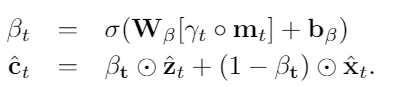 β_t = σ(W_β[γ_t ∘ m_t] + b_β)
ĉ_t = β_t ⊙ ẑ_t + (1 − β_t) ⊙ x̂_t.